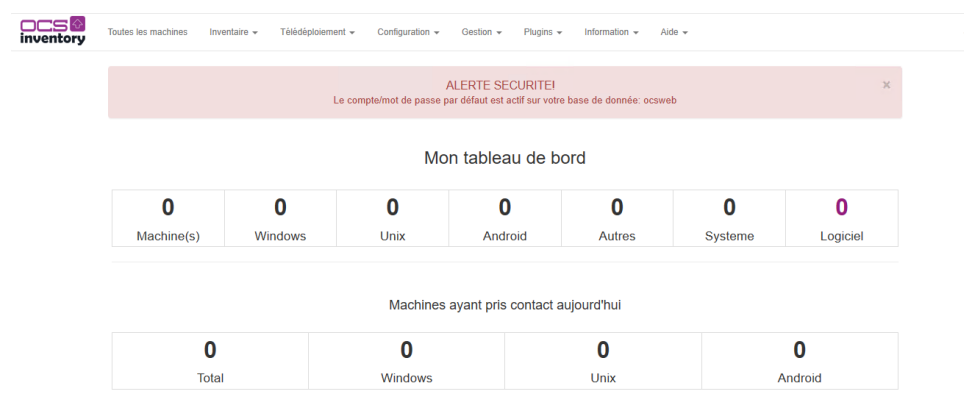 OCS
inventory
Toutes les machines Inventaire Télédéploiement Configuration Gestion Plugins Information Aide
ALERTE SECURITE! ×
Le compte/mot de passe par défaut est actif sur votre base de donnée: ocsweb
Mon tableau de bord
0 0 0 0 0 0 0
Machine(s) Windows Unix Android Autres Systeme Logiciel
Machines ayant pris contact aujourd'hui
0 0 0 0
Total Windows Unix Android